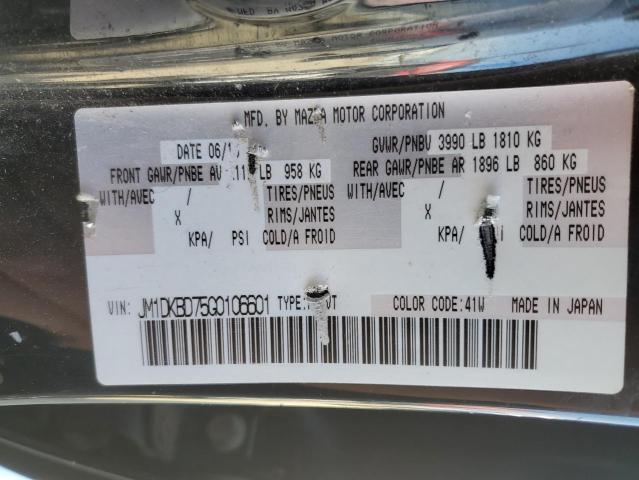 MFD. BY MAZDA MOTOR CORPORATION
DATE 06/1
GVWR/PNBV 3990 LB 1810 KG
FRONT GAWR/PNBE AV 11 LB 958 KG
REAR GAWR/PNBE AR 1896 LB 860 KG
WITH/AVEC / TIRES/PNEUS
WITH/AVEC / TIRES/PNEUS
X RIMS/JANTES
X RIMS/JANTES
KPA/ PSI COLD/A FROID
KPA/ COLD/A FROID
VIN: JM1DKBD75G0106601 TYPE: COLOR CODE:41W MADE IN JAPAN